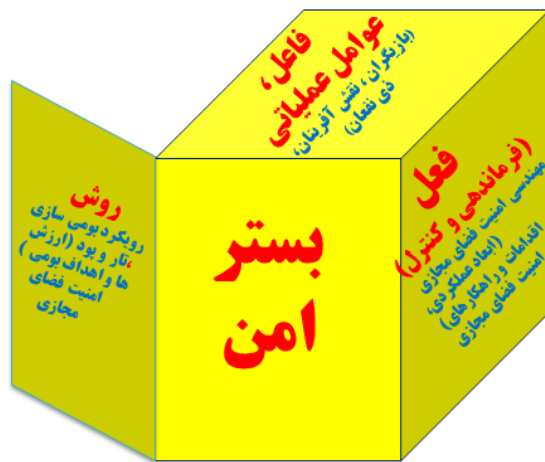 فاعل،
عوامل عملیاتی
(بازیگران، نقش آفرینان،
ذی نفعان)
فعل
(فرماندهی و کنترل)
مهندسی امنیت فضای مجازی
(ابعاد عملکردی،
اقدامات و راهکارهای
امنیت فضای مجازی)
بستر
امن
روش
رویکرد بومی سازی
،تار و پود (ارزش
ها و اهداف بومی)
امنیت فضای
مجازی